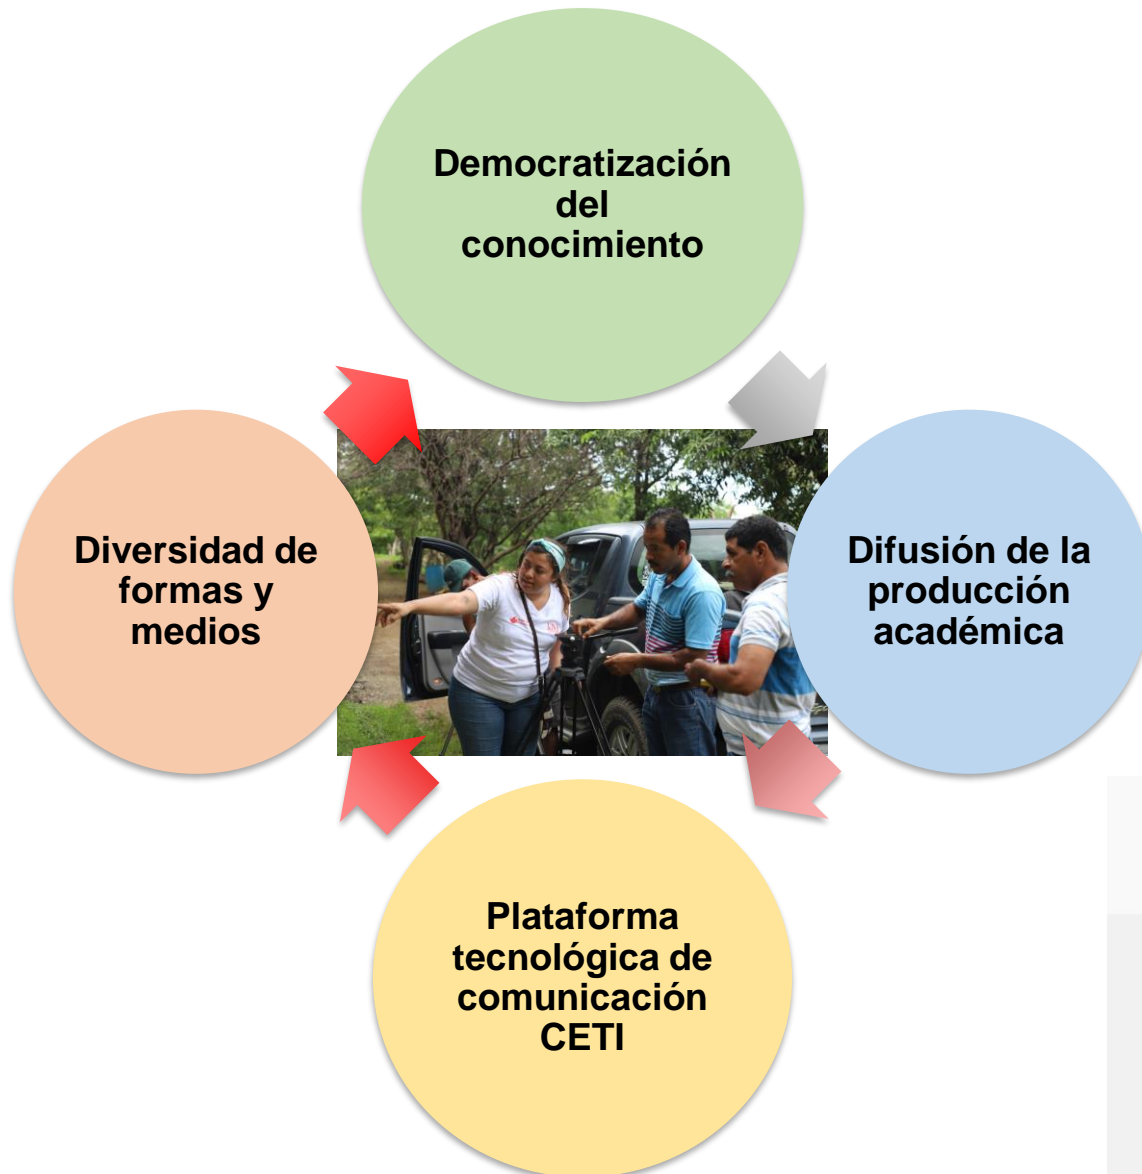 Democratización
del
conocimiento
Difusión de la
producción
académica
Plataforma
tecnológica de
comunicación
CETI
Diversidad de
formas y
medios